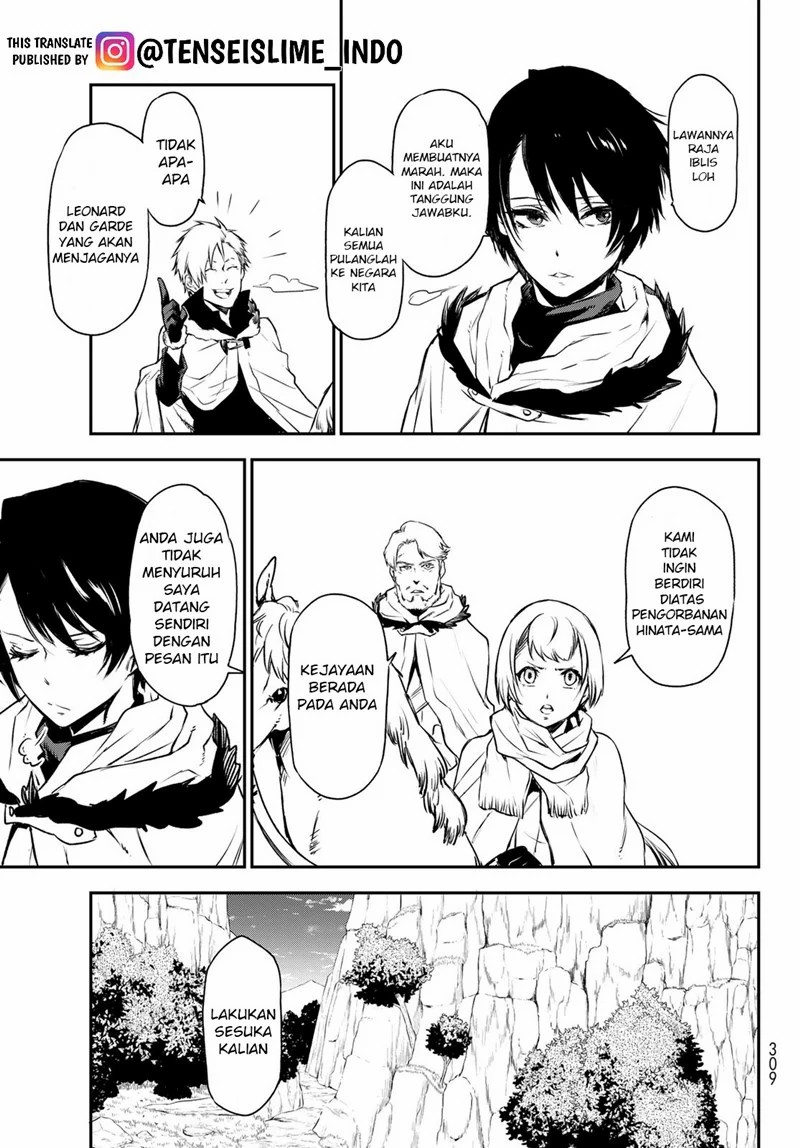 THIS TRANSLATE
PUBLISHED BY
@TENSEISLIME_INDO
LAWANNYA
RAJA
IBLIS
LOH
AKU
MEMBUATNYA
MARAH. MAKA
INI ADALAH
TANGGUNG
JAWABKU.
KALIAN
SEMUA
PULANGLAH
KE NEGARA
KITA
TIDAK
APA-
APA
LEONARD
DAN GARDE
YANG AKAN
MENJAGANYA
KAMI
TIDAK
INGIN
BERDIRI
DIATAS
PENGORBANAN
HINATA-SAMA
KEJAYAAN
BERADA
PADA ANDA
ANDA JUGA
TIDAK
MENYURUH
SAYA
DATANG
SENDIRI
DENGAN
PESAN ITU
LAKUKAN
SESUKA
KALIAN
309